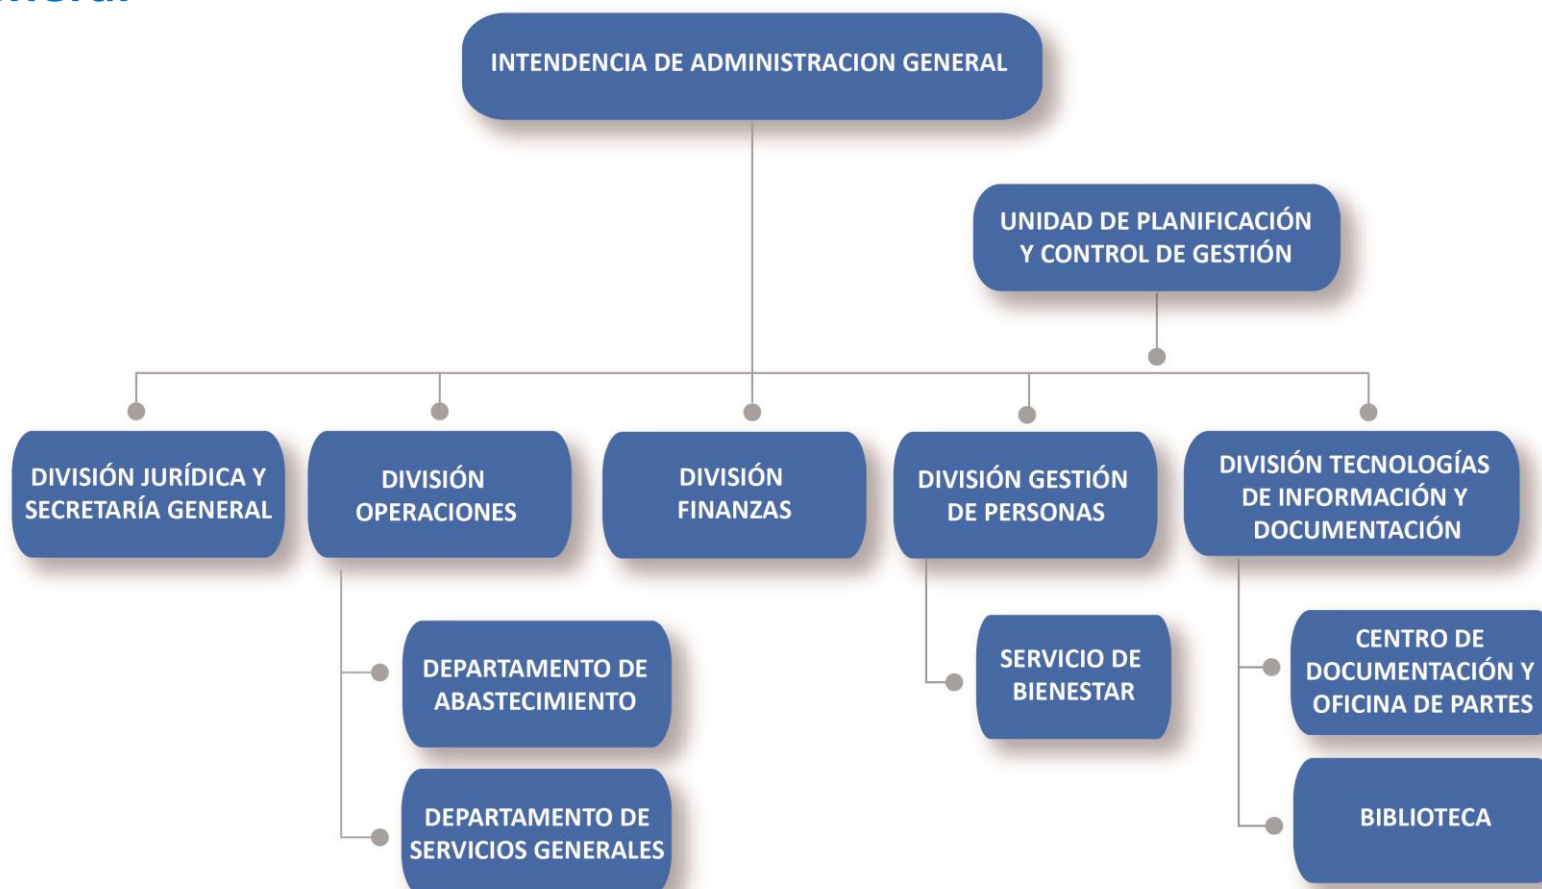 INTENDENCIA DE ADMINISTRACION GENERAL
UNIDAD DE PLANIFICACIÓN
Y CONTROL DE GESTIÓN
DIVISIÓN JURÍDICA Y
SECRETARÍA GENERAL
DIVISIÓN
OPERACIONES
DIVISIÓN
FINANZAS
DIVISIÓN GESTIÓN
DE PERSONAS
DIVISIÓN TECNOLOGÍAS
DE INFORMACIÓN Y
DOCUMENTACIÓN
DEPARTAMENTO DE
ABASTECIMIENTO
SERVICIO DE
BIENESTAR
CENTRO DE
DOCUMENTACIÓN Y
OFICINA DE PARTES
DEPARTAMENTO DE
SERVICIOS GENERALES
BIBLIOTECA